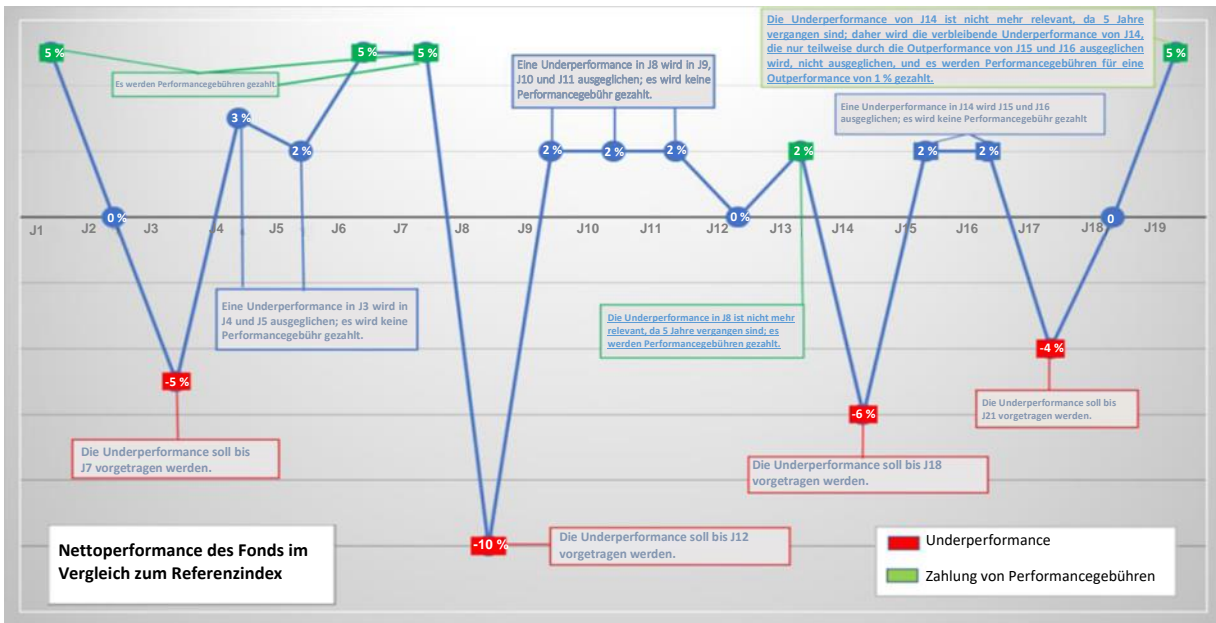 Die Underperformance von J14 ist nicht mehr relevant, da 5 Jahre
vergangen sind; daher wird die verbleibende Underperformance von J14,
die nur teilweise durch die Outperformance von J15 und J16 ausgeglichen
wird, nicht ausgeglichen, und es werden Performancegebühren für eine
Outperformance von 1 % gezahlt.
5 %
5 %
5 %
5 %
Es werden Performancegebühren gezahlt.
Eine Underperformance in J8 wird in J9,
J10 und J11 ausgeglichen; es wird keine
Performancegebühr gezahlt.
Eine Underperformance in J14 wird J15 und J16
ausgeglichen; es wird keine Performancegebühr gezahlt
3 %
2 %
2 %
2 %
2 %
2 %
2 %
2 %
0 %
0 %
0
J1
J2
J3
J4
J5
J6
J7
J8
J9
J10
J11
J12
J13
J14
J15
J16
J17
J18
J19
Eine Underperformance in J3 wird in
J4 und J5 ausgeglichen; es wird keine
Performancegebühr gezahlt.
Die Underperformance in J8 ist nicht mehr
relevant, da 5 Jahre vergangen sind; es
werden Performancegebühren gezahlt.
-5 %
-4 %
-6 %
-10 %
Die Underperformance soll bis
J21 vorgetragen werden.
Die Underperformance soll bis
J7 vorgetragen werden.
Die Underperformance soll bis J18
vorgetragen werden.
Die Underperformance soll bis J12
vorgetragen werden.
Nettoperformance des Fonds im
Vergleich zum Referenzindex
Underperformance
Zahlung von Performancegebühren